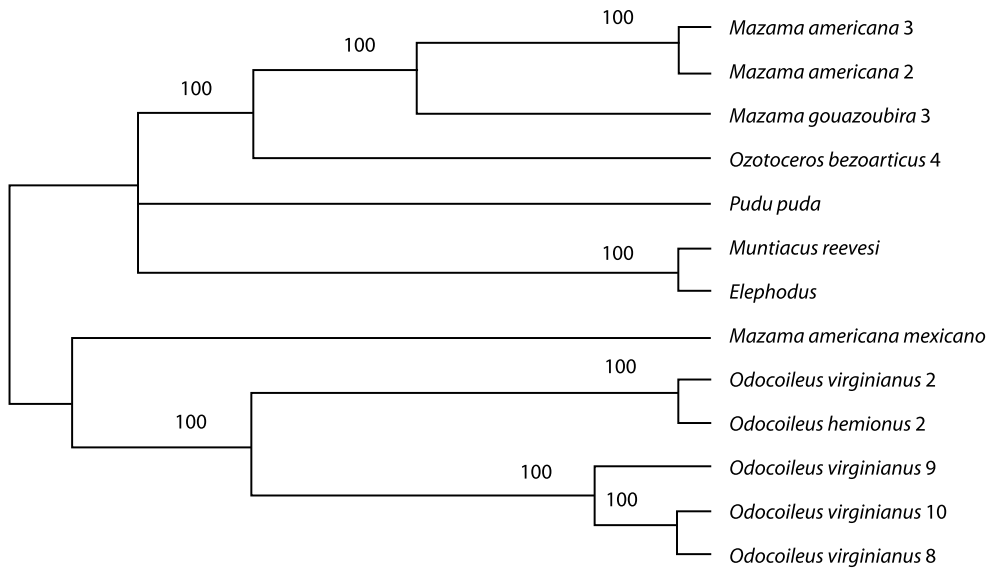 100
Mazama americana 3
100
Mazama americana 2
100
Mazama gouazoubira 3
Ozotoceros bezoarticus 4
Pudu puda
100
Muntiacus reevesi
Elephodus
Mazama americana mexicano
100
Odocoileus virginianus 2
100
Odocoileus hemionus 2
100
Odocoileus virginianus 9
100
Odocoileus virginianus 10
Odocoileus virginianus 8